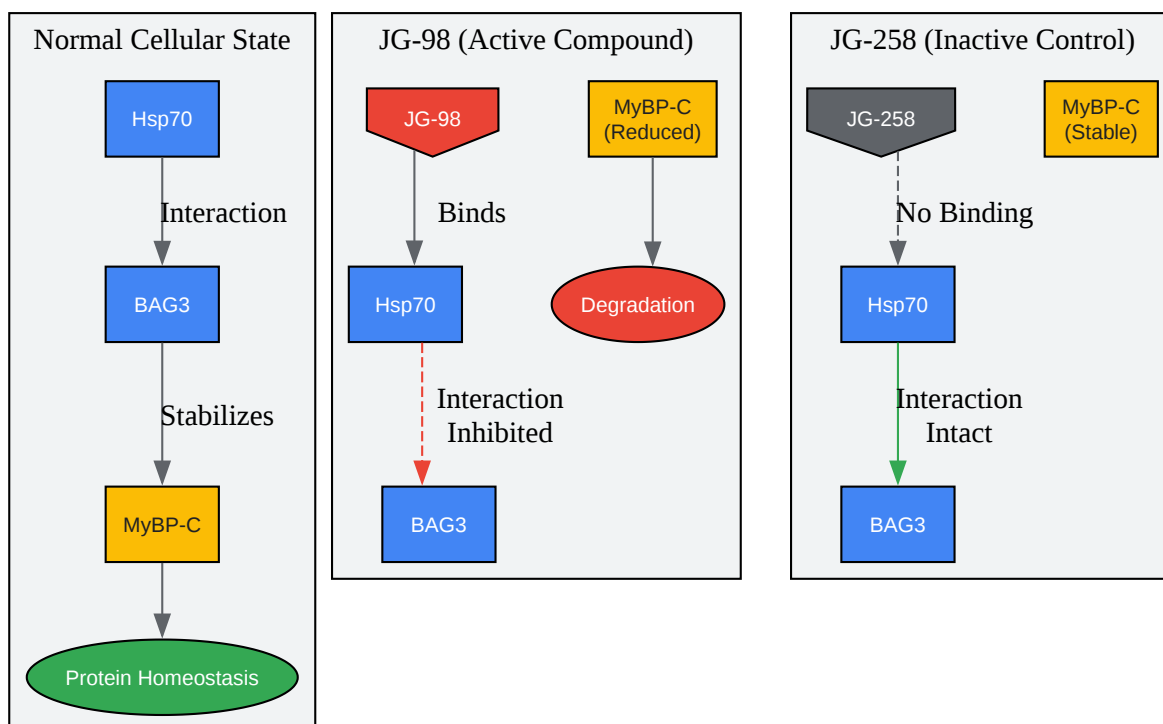 Normal Cellular State
Hsp70
Interaction
BAG3
Stabilizes
MyBP-C
Protein Homeostasis
JG-98 (Active Compound)
JG-98
MyBP-C
(Reduced)
Binds
Hsp70
Degradation
Interaction
Inhibited
BAG3
JG-258 (Inactive Control)
JG-258
MyBP-C
(Stable)
No Binding
Hsp70
Interaction
Intact
BAG3